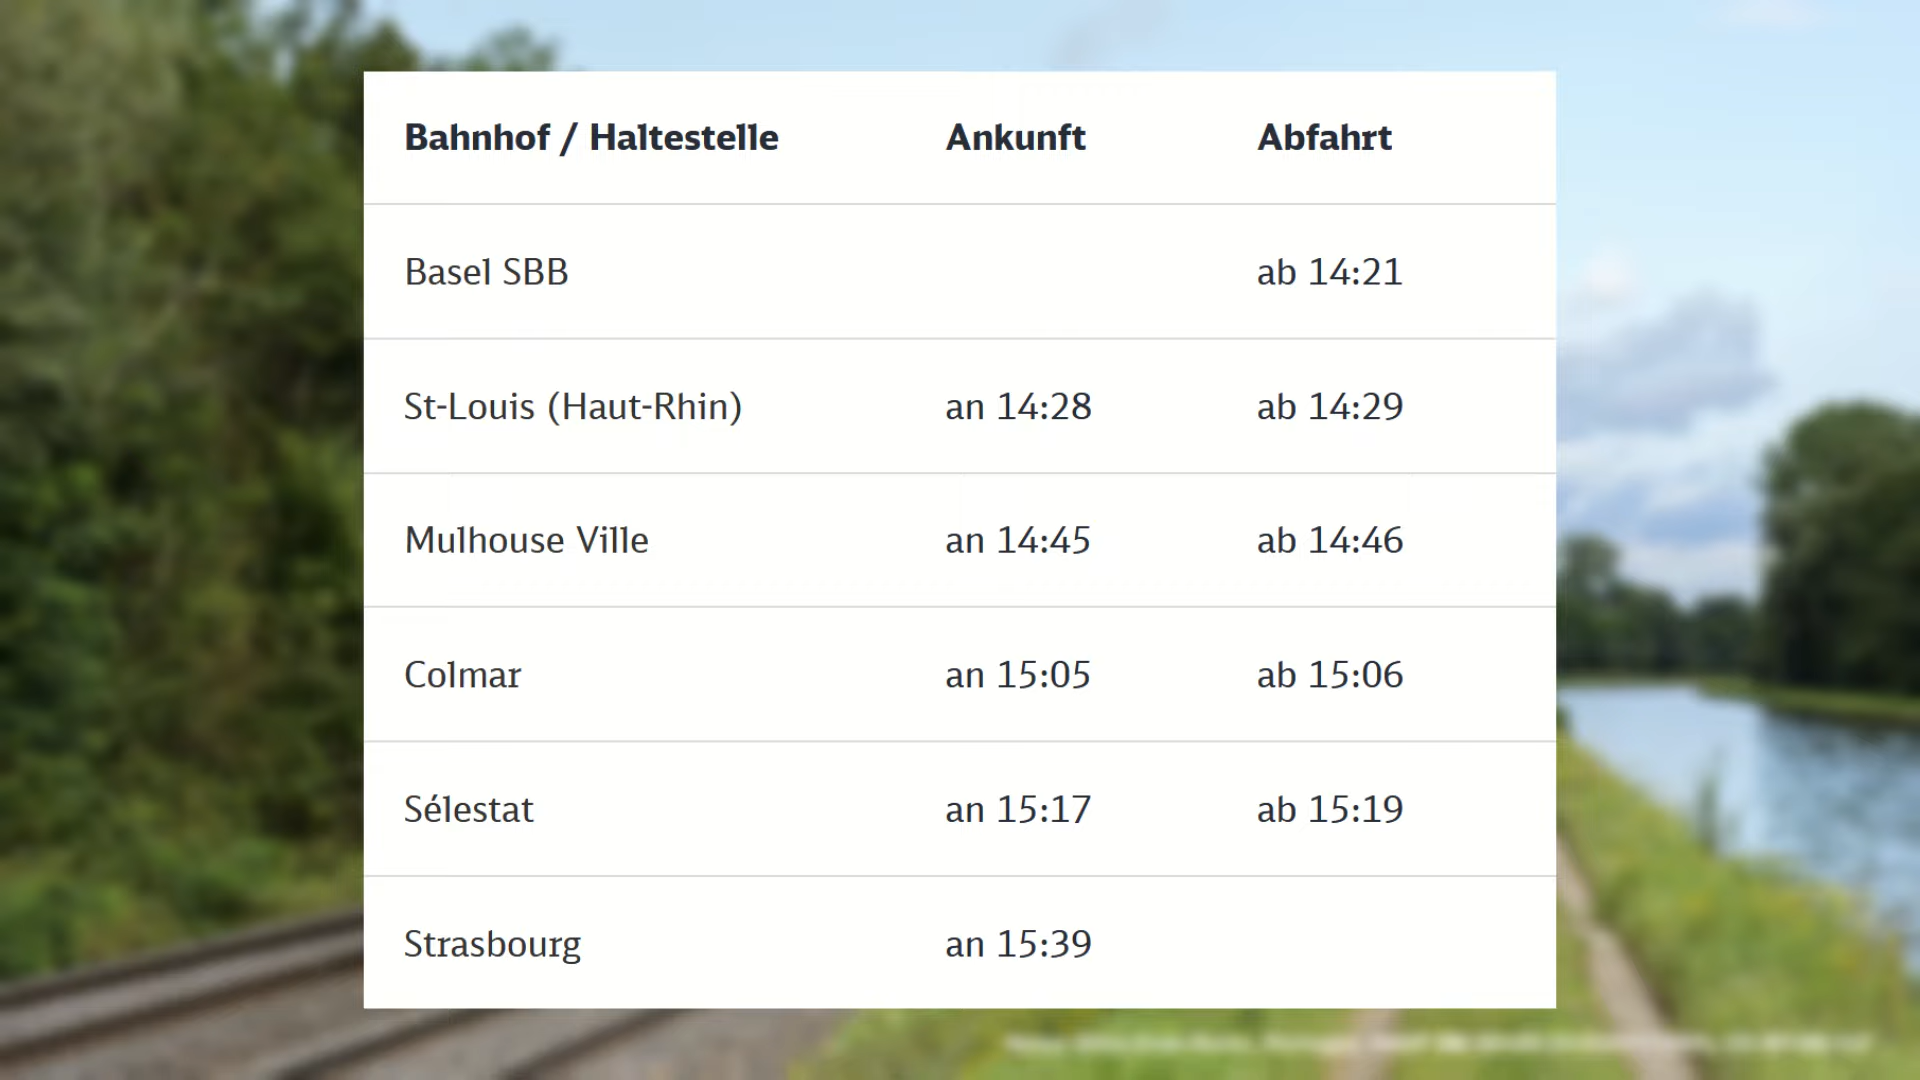 Bahnhof / Haltestelle Ankunft Abfahrt
Basel SBB ab 14:21
St-Louis (Haut-Rhin) an 14:28 ab 14:29
Mulhouse Ville an 14:45 ab 14:46
Colmar an 15:05 ab 15:06
Sélestat an 15:17 ab 15:19
Strasbourg an 15:39